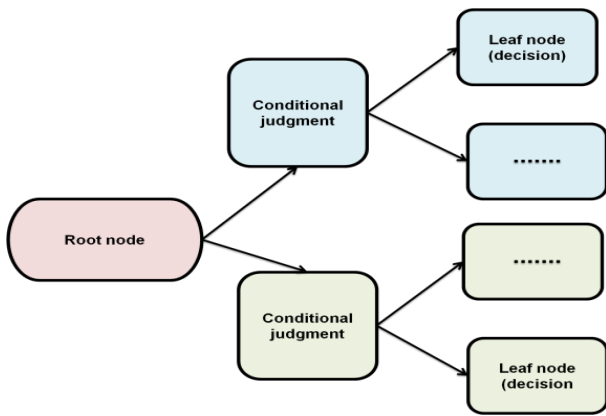 Leaf node
(decision)
Conditional
judgment
.......
Root node
.......
Conditional
judgment
Leaf node
(decision